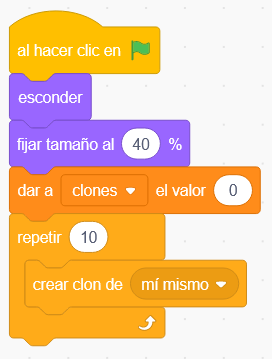 al hacer clic en
esconder
fijar tamaño al 40 %
dar a clones el valor 0
repetir 10
crear clon de mí mismo